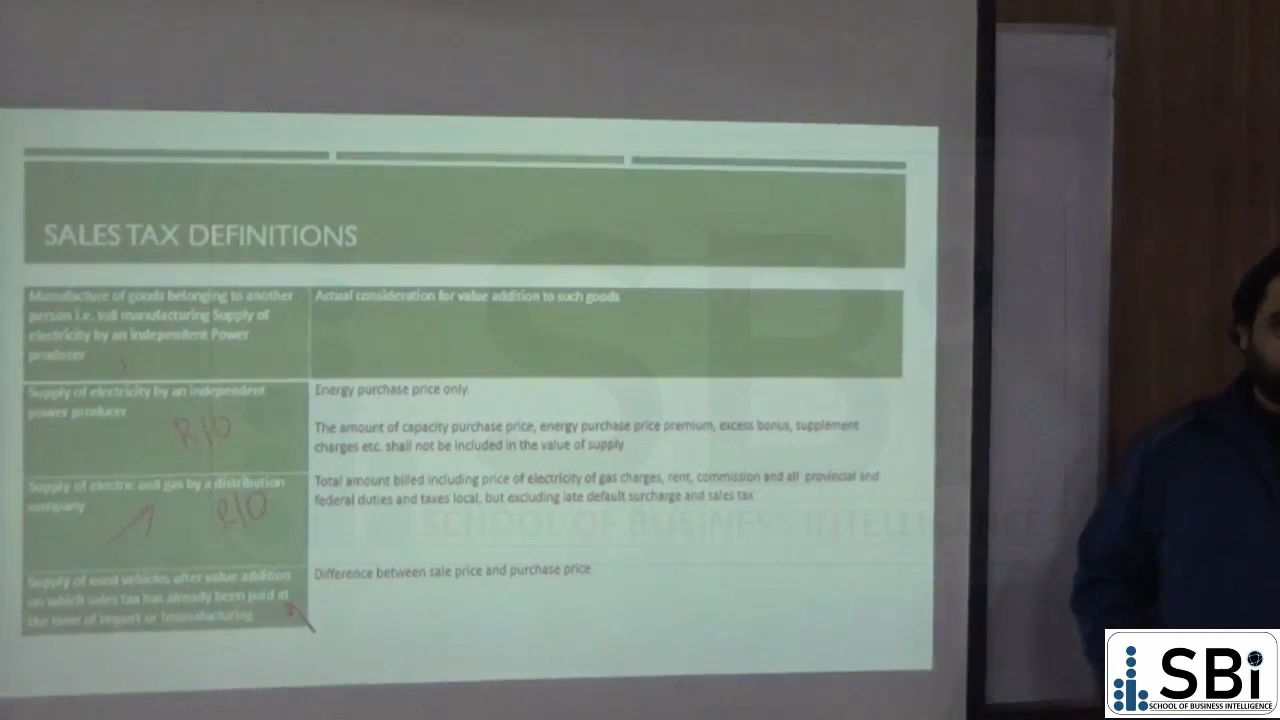 SALES TAX DEFINITIONS
Manufacture of goods belonging to another
person i.e. toll manufacturing Supply of
electricity by an independent Power
producer
Actual consideration for value addition to such goods
Supply of electricity by an independent
power producer
R/O
Energy purchase price only
The amount of capacity purchase price, energy purchase price premium, excess bonus, supplement
charges etc. shall not be included in the value of supply
Supply of electric and gas by a distribution
company
R/O
Total amount billed including price of electricity of gas charges, rent, commission and all provincial and
federal duties and taxes local, but excluding late default surcharge and sales tax
Supply of used vehicles after value addition
on which sales tax has already been paid at
the time of import or manufacturing
Difference between sale price and purchase price
SB
SCHOOL OF BUSINESS INTELLIGENCE
SBi
SCHOOL OF BUSINESS INTELLIGENCE